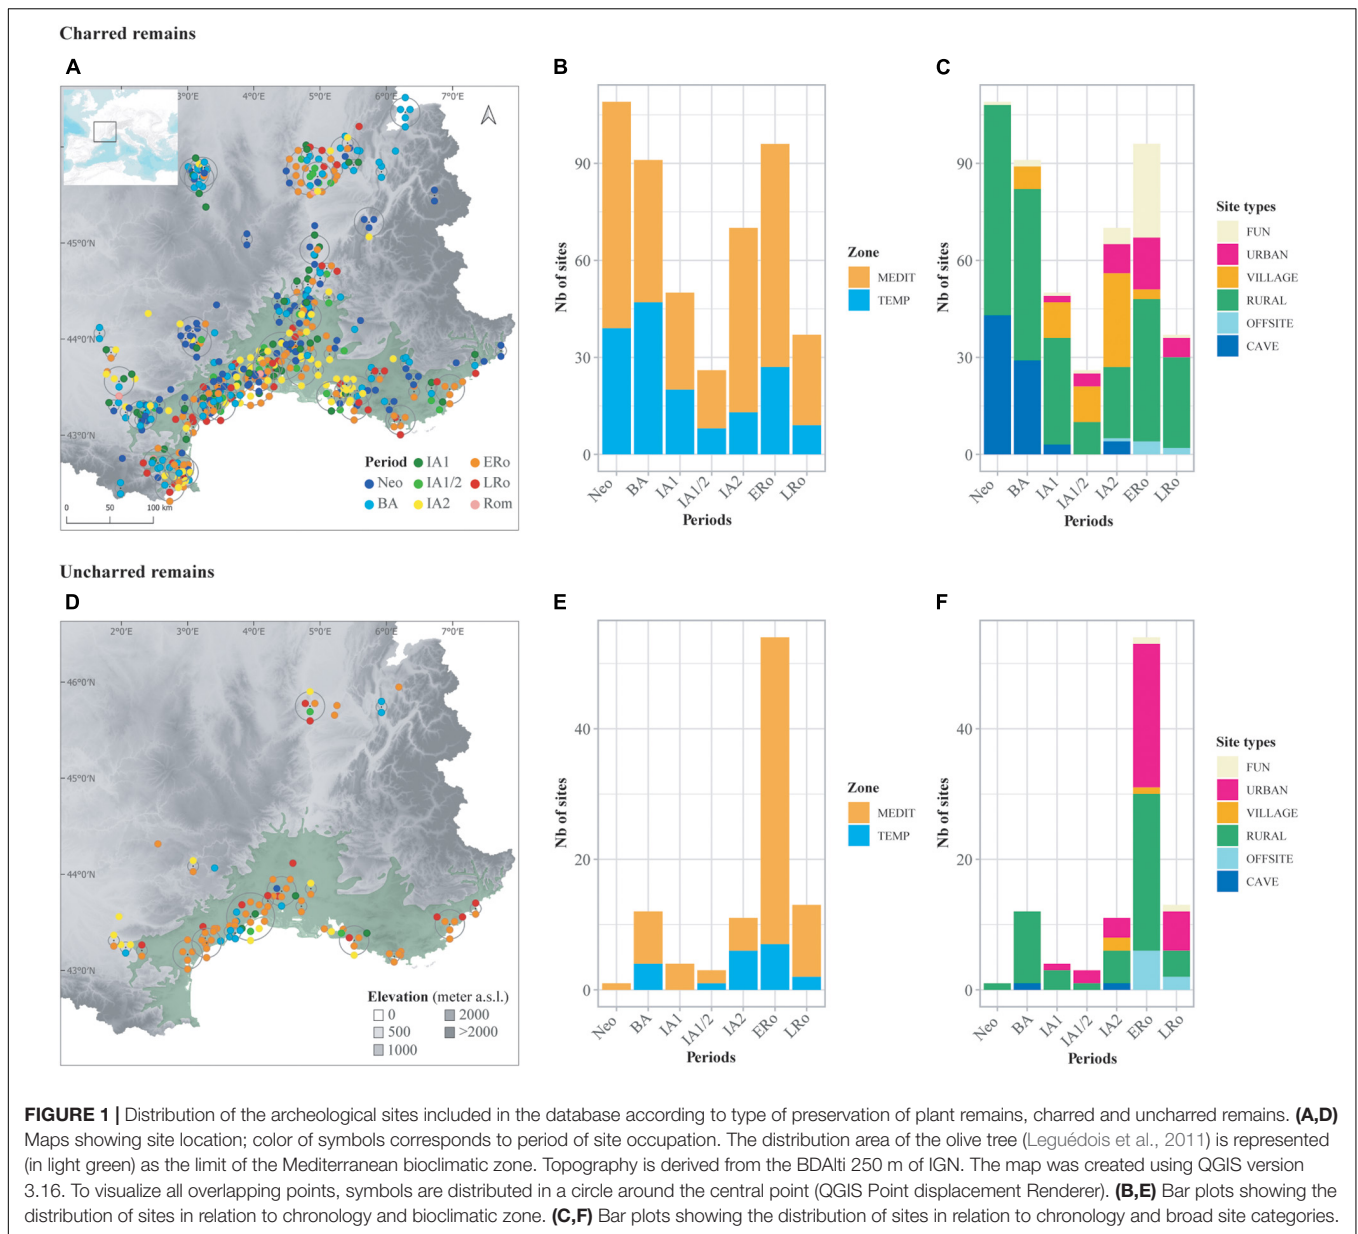 Charred remains
A
3°E
4°0'E
5°0'E
6°0'E
7°0'E
45°0'N
44°0'N
43°0'N
Period
IA1
ERo
Neo
IA1/2
LRo
BA
IA2
Rom
0 50 100 km
B
Nb of sites
90
60
30
0
Neo
BA
IA1
IA1/2
IA2
ERo
LRo
Periods
Zone
MEDIT
TEMP
C
Nb of sites
90
60
30
0
Neo
BA
IA1
IA1/2
IA2
ERo
LRo
Periods
Site types
FUN
URBAN
VILLAGE
RURAL
OFFSITE
CAVE
Uncharred remains
D
2°0'E
3°0'E
4°0'E
5°0'E
6°0'E
7°0'E
46°0'N
45°0'N
44°0'N
43°0'N
Elevation (meter a.s.l.)
0
2000
500
>2000
1000
E
Nb of sites
40
20
0
Neo
BA
IA1
IA1/2
IA2
ERo
LRo
Periods
Zone
MEDIT
TEMP
F
Nb of sites
40
20
0
Neo
BA
IA1
IA1/2
IA2
ERo
LRo
Periods
Site types
FUN
URBAN
VILLAGE
RURAL
OFFSITE
CAVE
FIGURE 1 | Distribution of the archeological sites included in the database according to type of preservation of plant remains, charred and uncharred remains. (A,D)
Maps showing site location; color of symbols corresponds to period of site occupation. The distribution area of the olive tree (Leguédois et al., 2011) is represented
(in light green) as the limit of the Mediterranean bioclimatic zone. Topography is derived from the BDAlti 250 m of IGN. The map was created using QGIS version
3.16. To visualize all overlapping points, symbols are distributed in a circle around the central point (QGIS Point displacement Renderer). (B,E) Bar plots showing the
distribution of sites in relation to chronology and bioclimatic zone. (C,F) Bar plots showing the distribution of sites in relation to chronology and broad site categories.